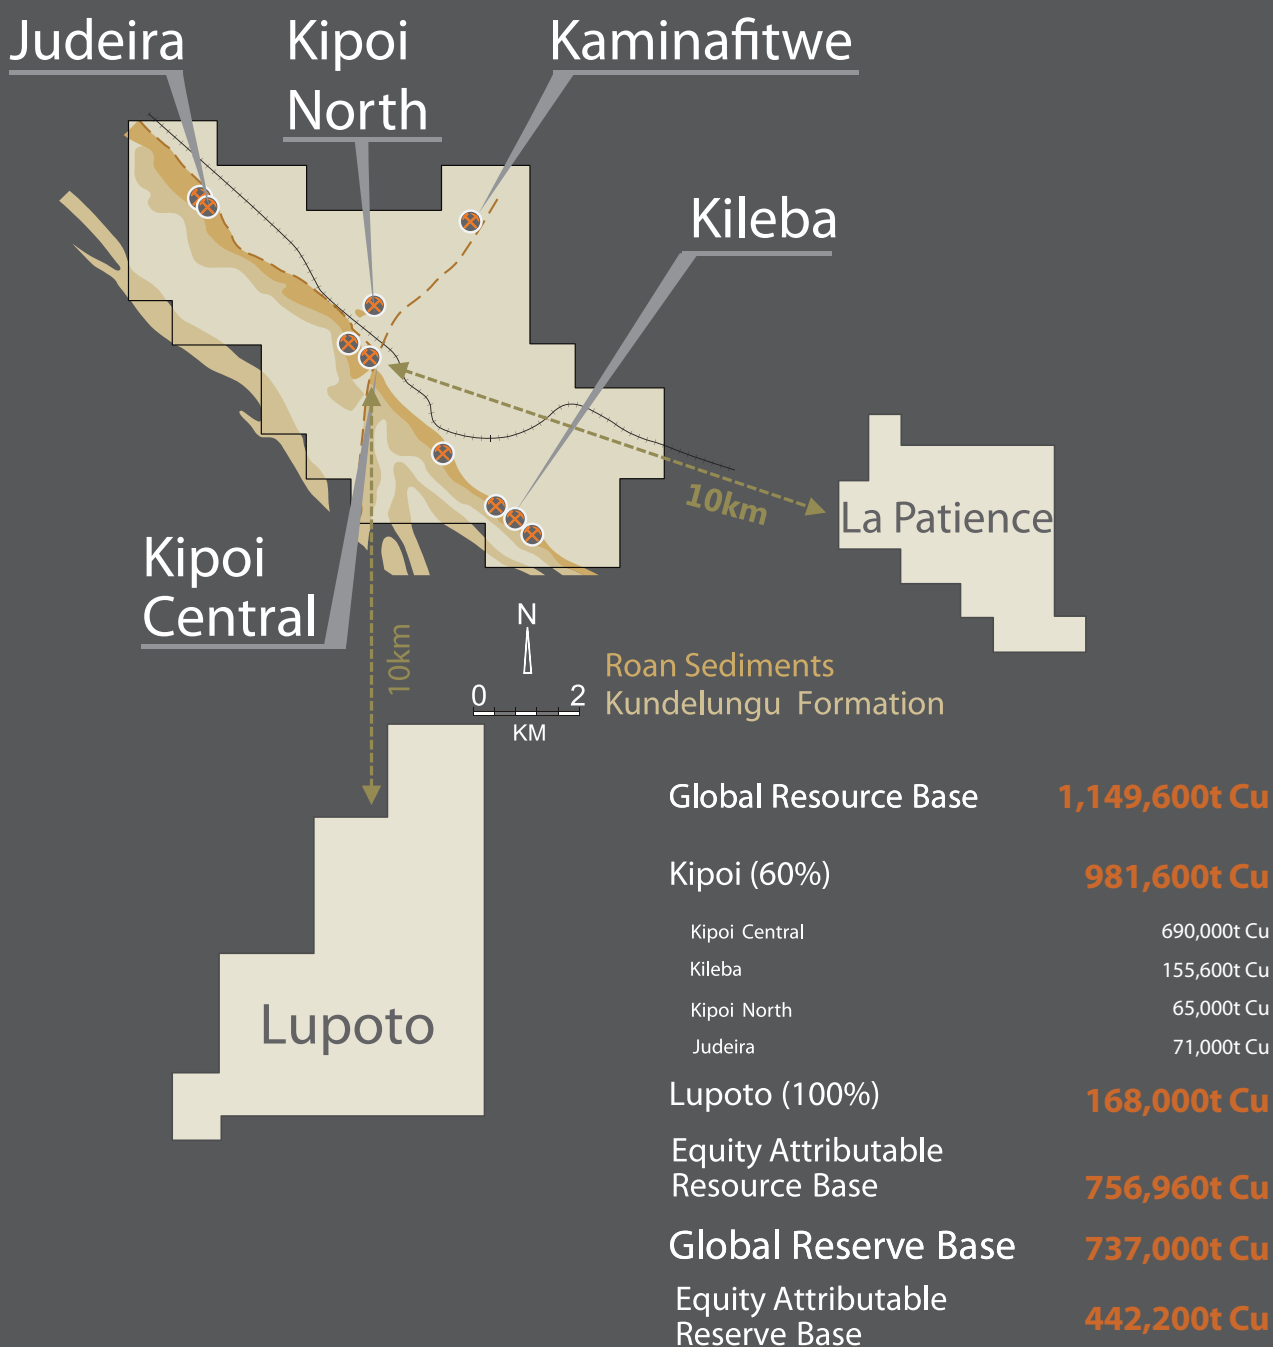 Judeira
Kipoi
North
Kaminafitwe
Kileba
10km
La Patience
Kipoi
Central
10km
N
0 2
KM
Roan Sediments
Kundelungu Formation
Lupoto
Global Resource Base 1,149,600t Cu
Kipoi (60%) 981,600t Cu
Kipoi Central 690,000t Cu
Kileba 155,600t Cu
Kipoi North 65,000t Cu
Judeira 71,000t Cu
Lupoto (100%) 168,000t Cu
Equity Attributable
Resource Base 756,960t Cu
Global Reserve Base 737,000t Cu
Equity Attributable
Reserve Base 442,200t Cu